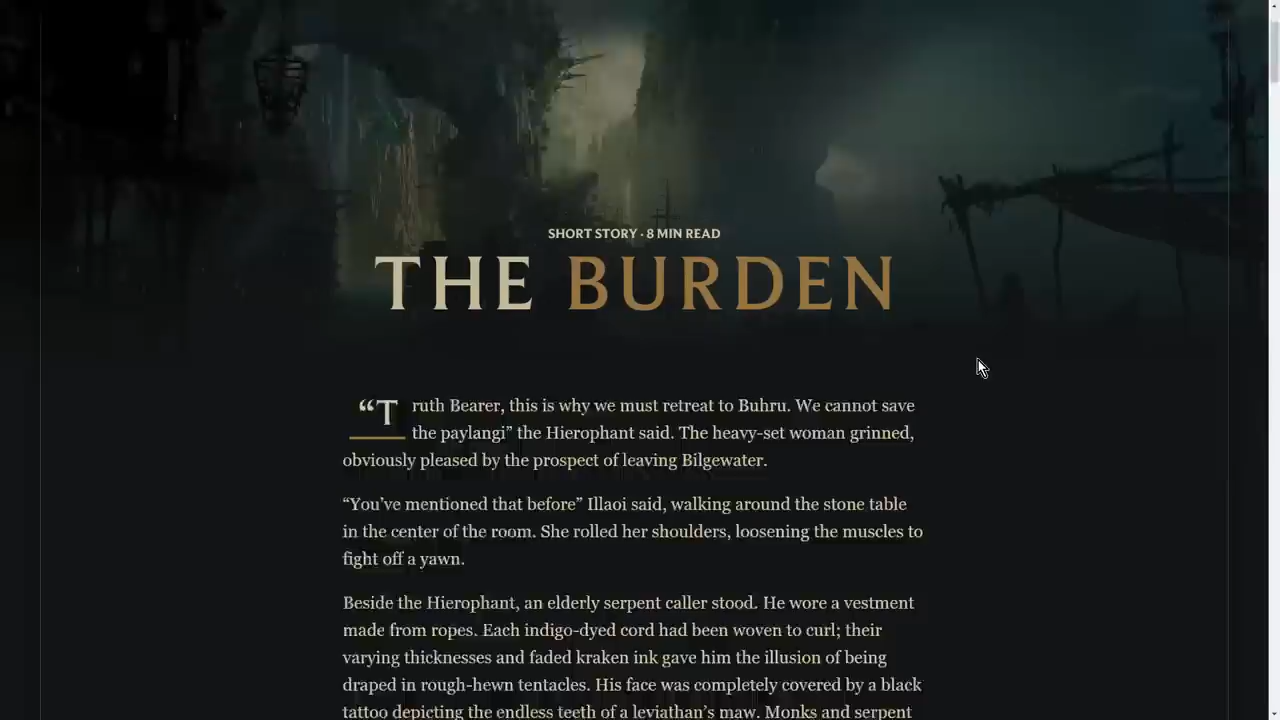 SHORT STORY · 8 MIN READ
THE BURDEN
“Truth Bearer, this is why we must retreat to Buhru. We cannot save
the paylangi” the Hierophant said. The heavy-set woman grinned,
obviously pleased by the prospect of leaving Bilgewater.
“You’ve mentioned that before” Illaoi said, walking around the stone table
in the center of the room. She rolled her shoulders, loosening the muscles to
fight off a yawn.
Beside the Hierophant, an elderly serpent caller stood. He wore a vestment
made from ropes. Each indigo-dyed cord had been woven to curl; their
varying thicknesses and faded kraken ink gave him the illusion of being
draped in rough-hewn tentacles. His face was completely covered by a black
tattoo depicting the endless teeth of a leviathan’s maw. Monks and serpent